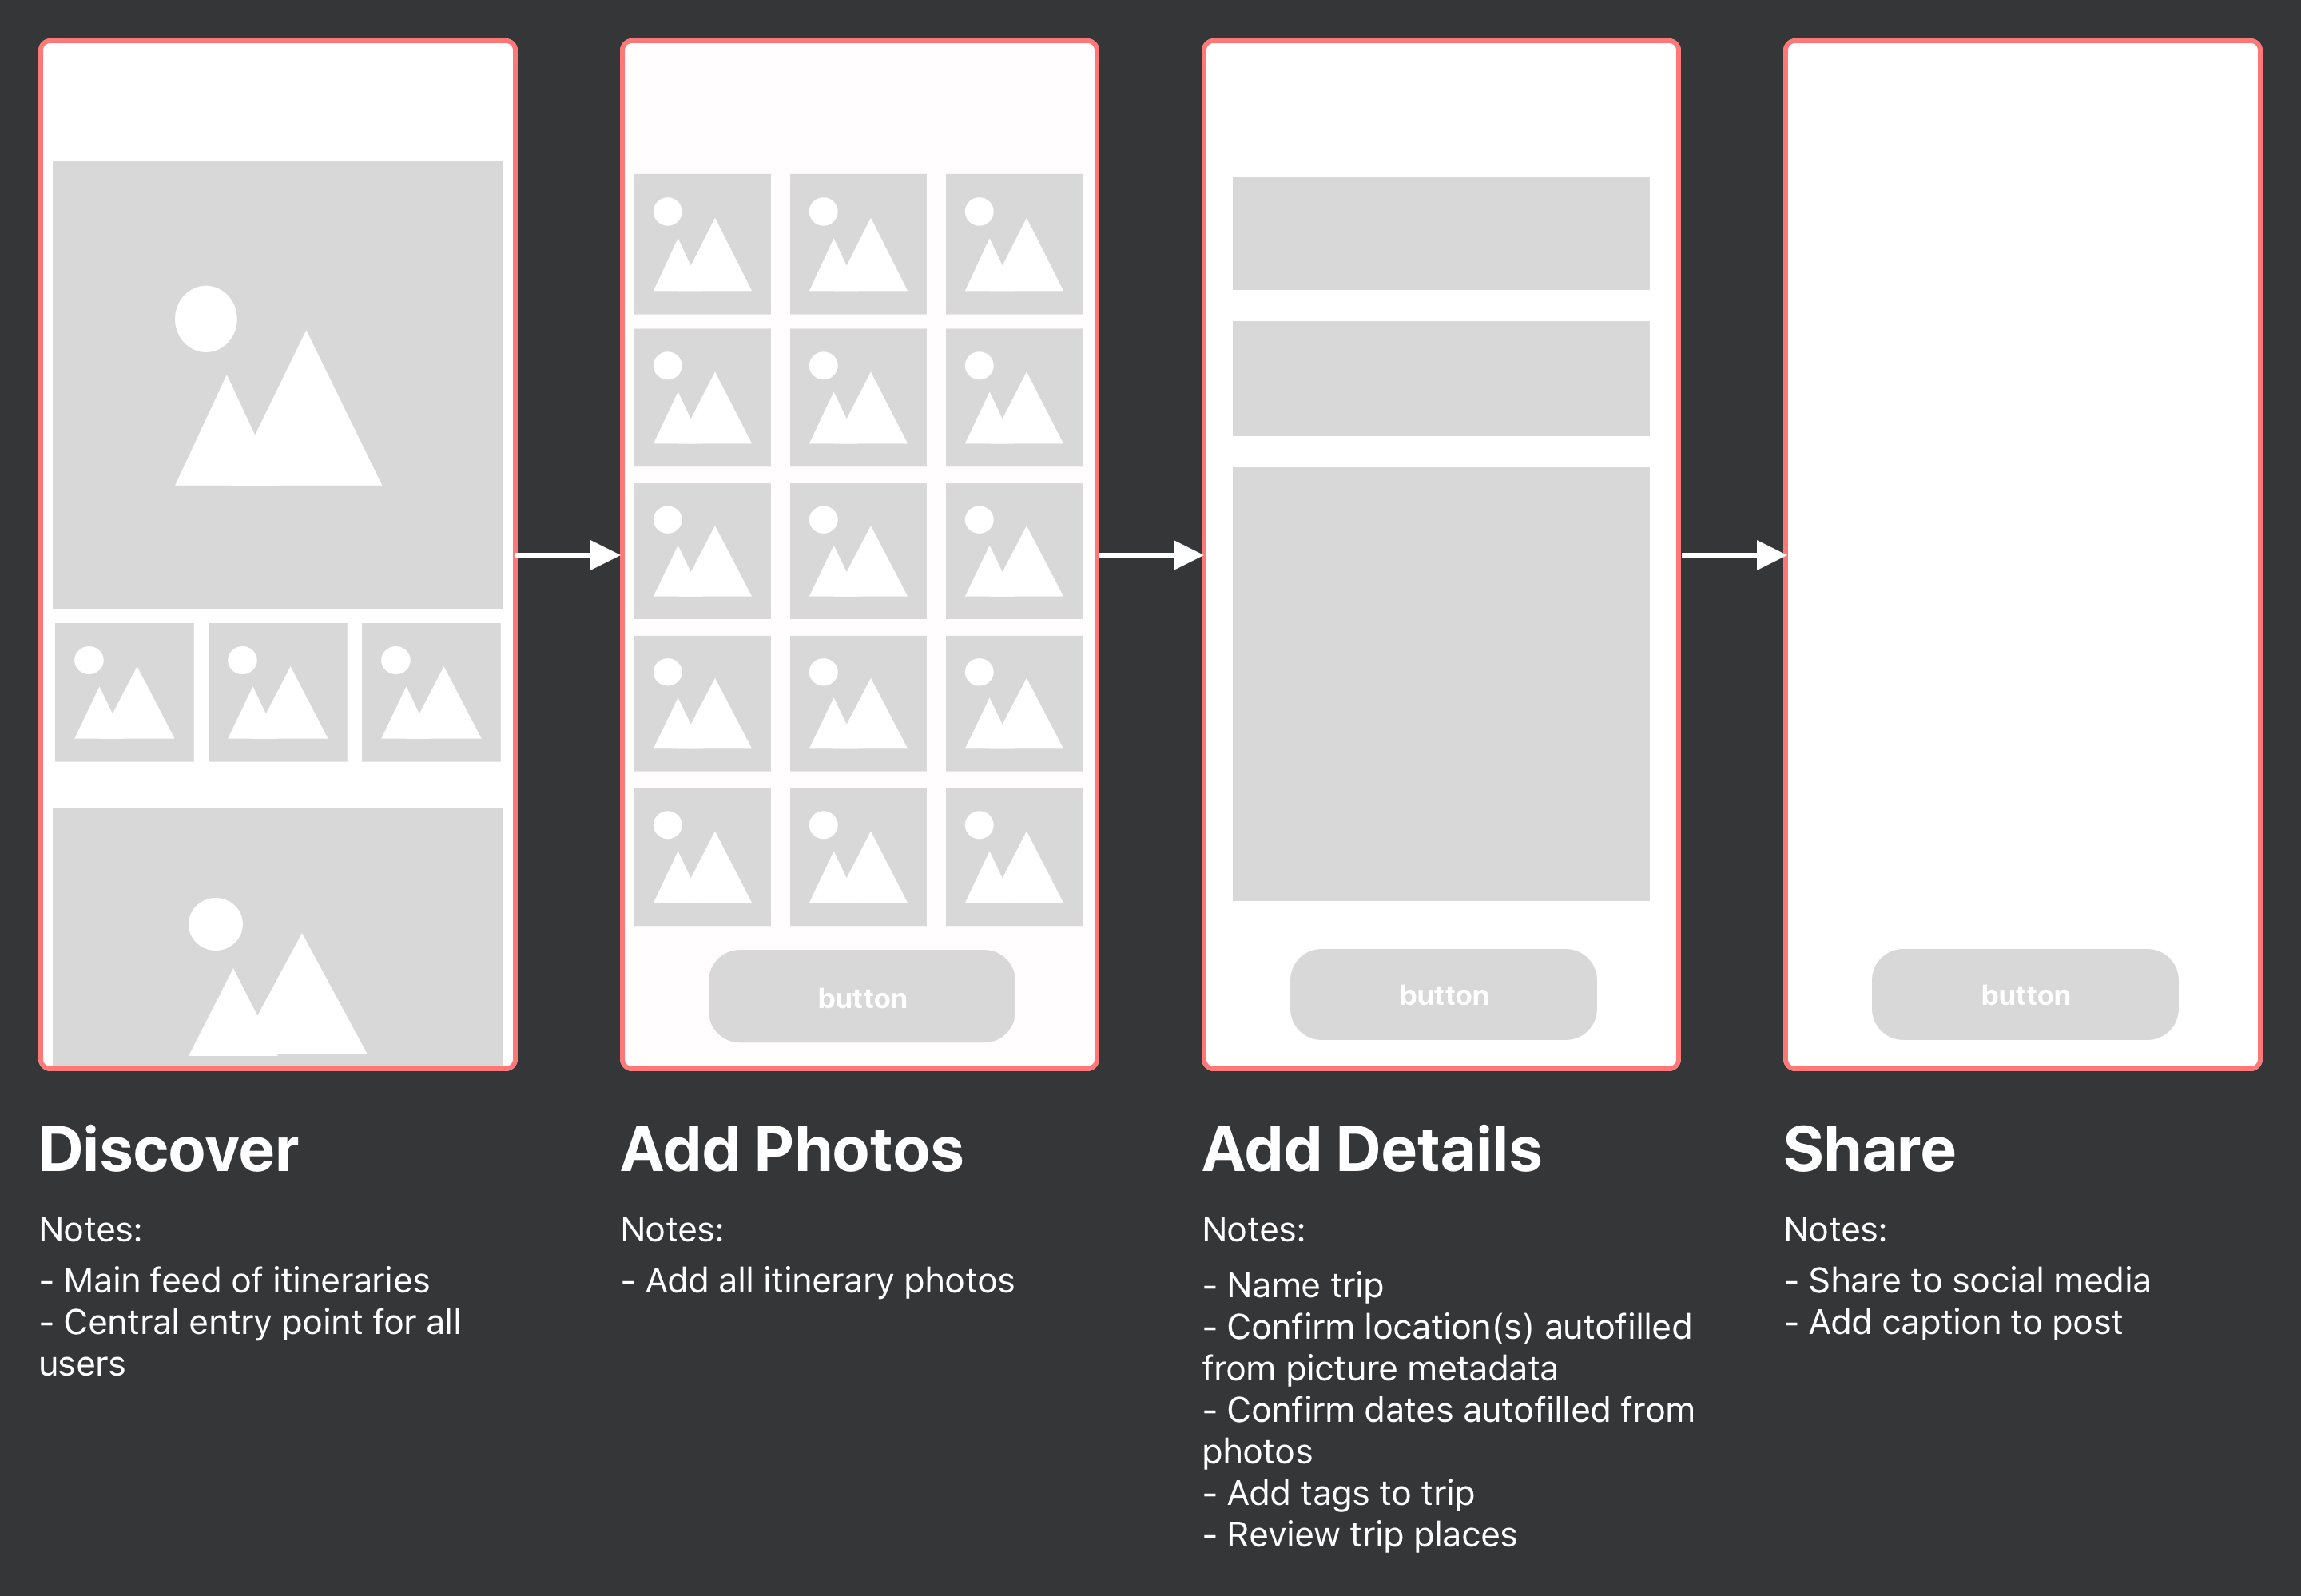 button
button
button
Discover
Notes:
- Main feed of itineraries
- Central entry point for all
users
Add Photos
Notes:
- Add all itinerary photos
Add Details
Notes:
- Name trip
- Confirm location(s) autofilled
from picture metadata
- Confirm dates autofilled from
photos
- Add tags to trip
- Review trip places
Share
Notes:
- Share to social media
- Add caption to post